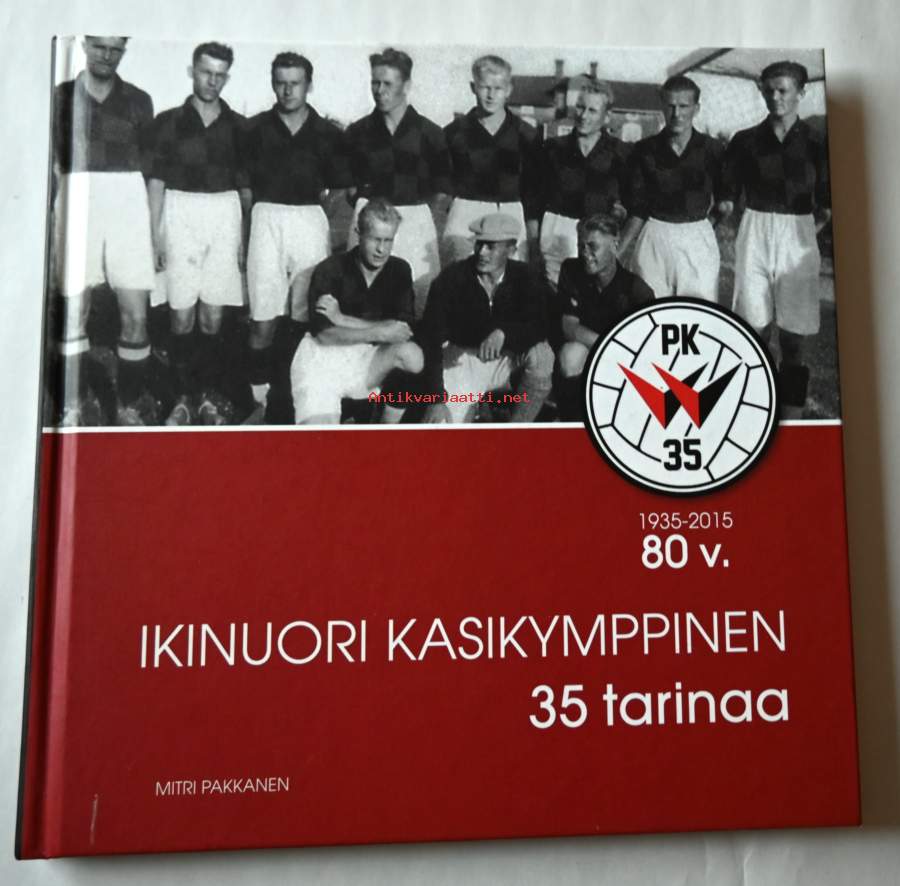 Antikvariaatti.net
PK
35
1935-2015
80 v.
IKINUORI KASIKYMPPINEN
35 tarinaa
MITRI PAKKANEN